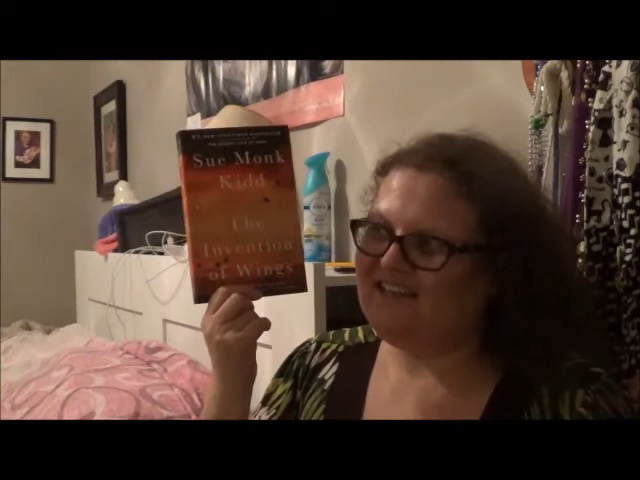 Sue Monk
Kidd
The
Invention
of Wings